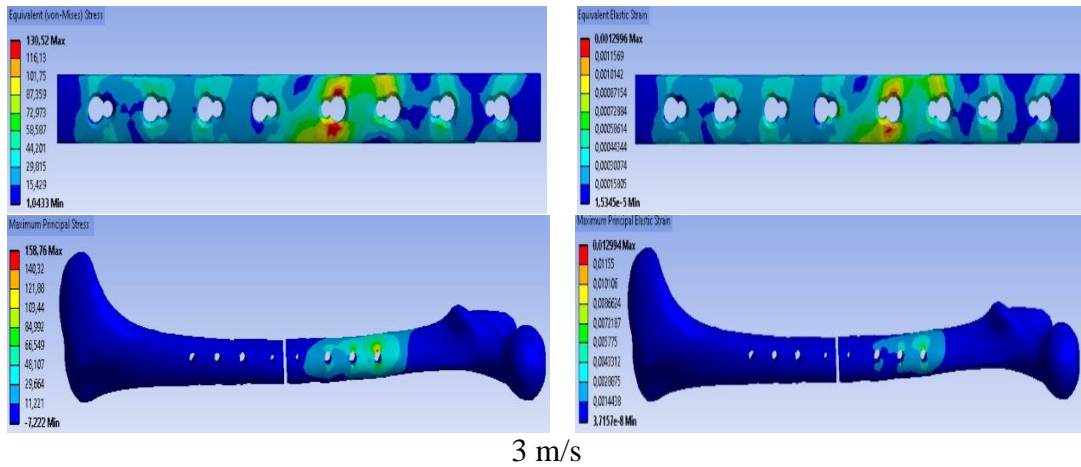 Equivalent (von-Mises) Stress
130,52 Max
116,13
101,75
87,359
72,973
58,587
44,201
29,815
15,429
1,0433 Min
Equivalent Elastic Strain
0,0012996 Max
0,0011569
0,0010142
0,00087154
0,00072884
0,00058614
0,00044344
0,00030074
0,00015805
1,5345e-5 Min
Maximum Principal Stress
158,76 Max
140,32
121,88
103,44
84,992
66,549
48,107
29,664
11,221
-7,222 Min
Maximum Principal Elastic Strain
0,012994 Max
0,01155
0,010106
0,0086624
0,0072187
0,005775
0,0043312
0,0028875
0,0014438
3,7157e-8 Min
3 m/s